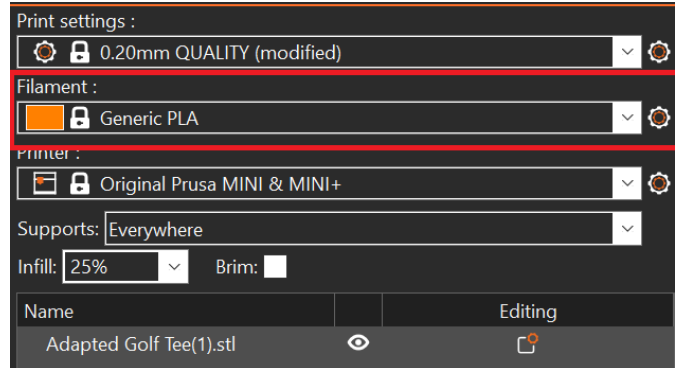 Print settings :
0.20mm QUALITY (modified)
Filament :
Generic PLA
Printer :
Original Prusa MINI & MINI+
Supports: Everywhere
Infill: 25% Brim:
Name Editing
Adapted Golf Tee(1).stl